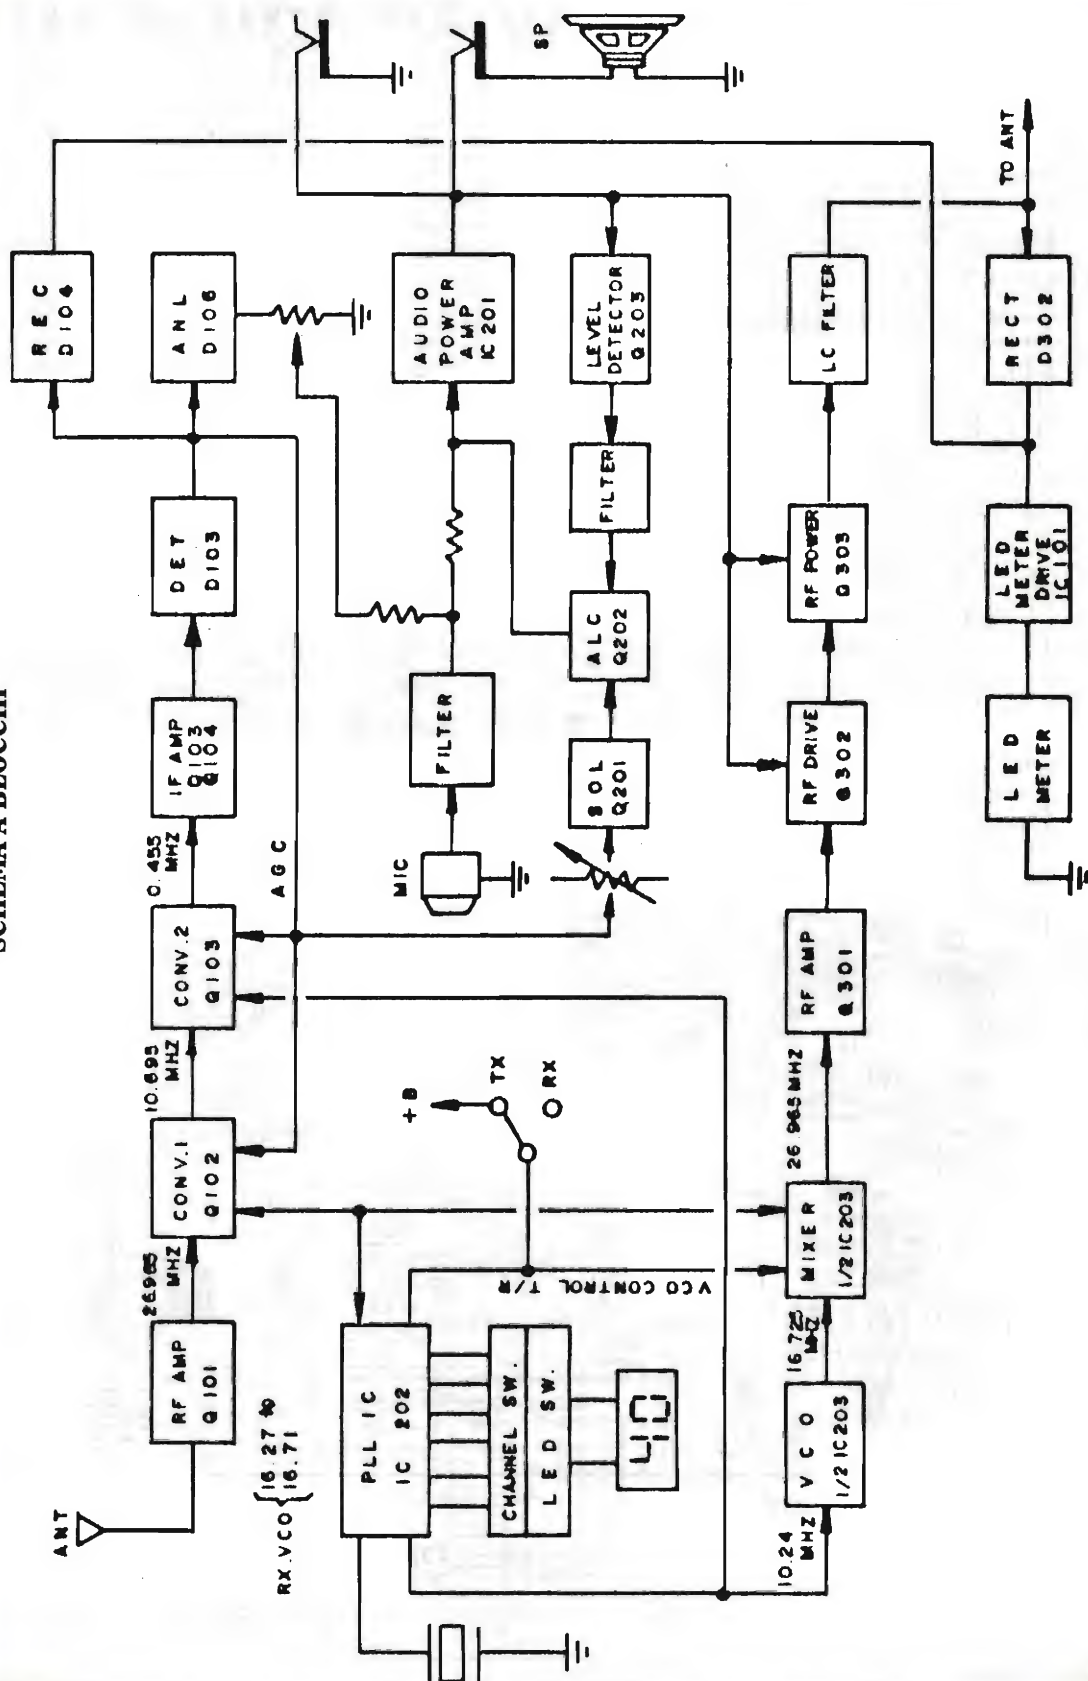 SCHEMA A BLOCCHI
ANT
RF AMP
Q101
26.965
MHZ
CONV.1
Q102
10.695
MHZ
CONV.2
Q103
0.455
MHZ
IF AMP
Q103
Q104
DET
D103
ANL
D106
REC
D104
AGC
RX.VCO
16.27 to
16.71
PLL IC
IC 202
CHANNEL SW.
LED SW.
40
+B
TX
RX
VCO CONTROL T/R
MIC
FILTER
AUDIO
POWER
AMP
IC201
SP
SQL
Q201
ALC
Q202
FILTER
LEVEL
DETECTOR
Q203
10.24
MHZ
VCO
1/2 IC203
16.725
MHZ
MIXER
1/2 IC203
26.965MHZ
RF AMP
Q301
RF DRIVE
Q302
RF POWER
Q303
LC FILTER
TO ANT
RECT
D302
LED
METER
DRIVE
IC101
LED
METER